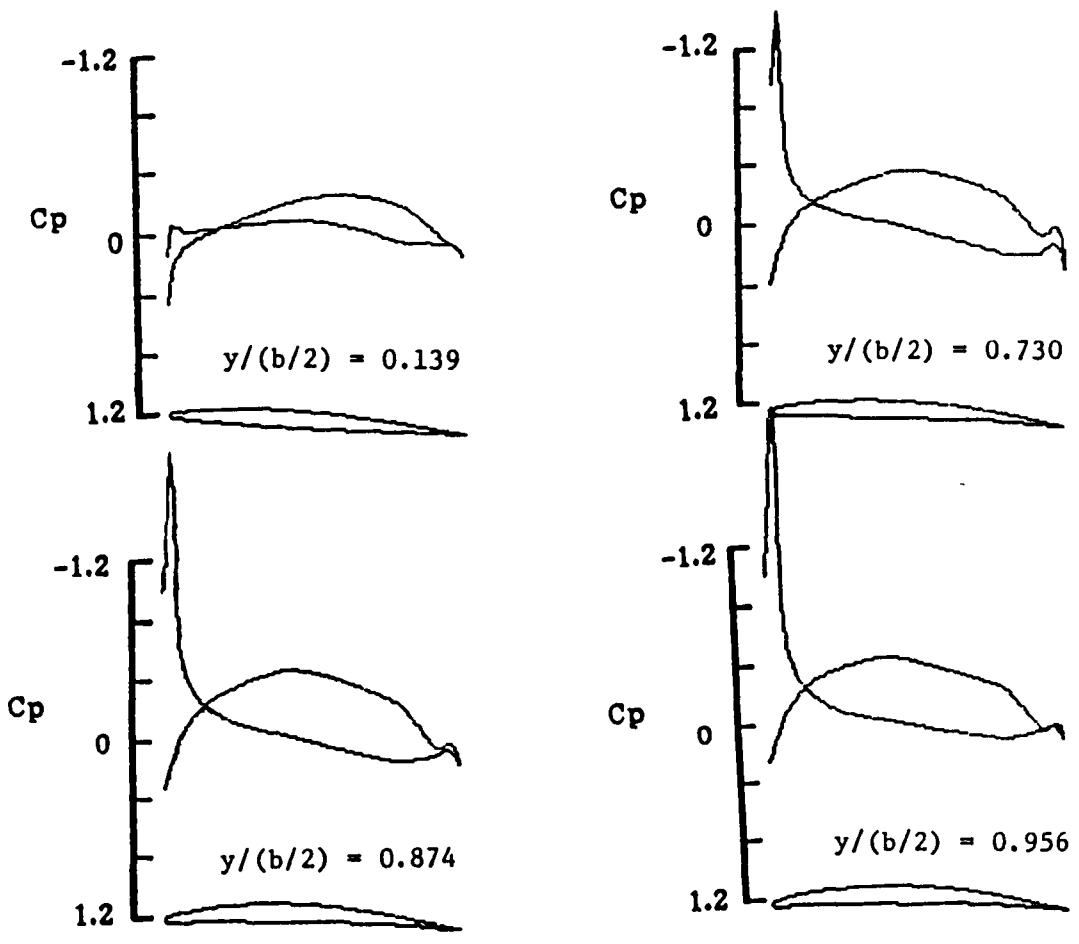 -1.2
Cp
0
y/(b/2) = 0.139
1.2
-1.2
Cp
0
y/(b/2) = 0.730
1.2
-1.2
Cp
0
y/(b/2) = 0.874
1.2
-1.2
Cp
0
y/(b/2) = 0.956
1.2